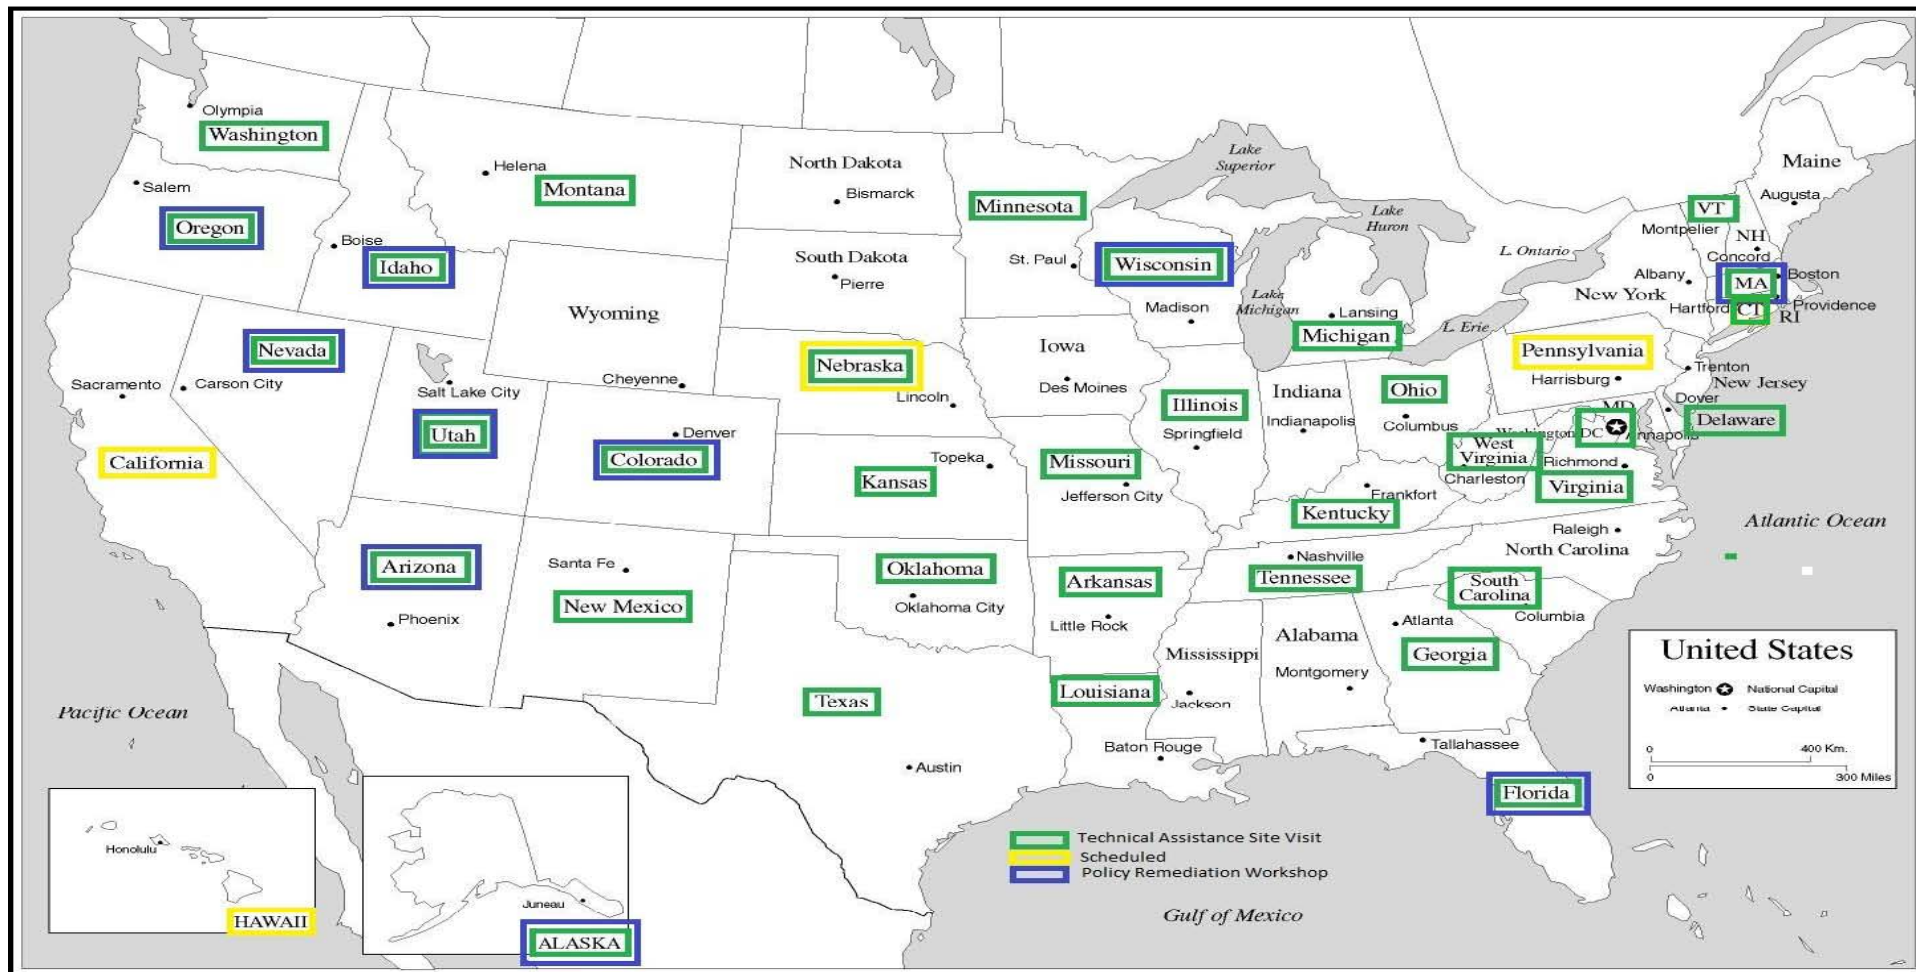 Olympia
Washington
Helena
Montana
North Dakota
Bismarck
Minnesota
Lake
Superior
Maine
Augusta
Salem
Oregon
Boise
Idaho
South Dakota
Pierre
St. Paul
Wisconsin
Madison
Lake
Huron
Lake
Michigan
Lansing
Michigan
L. Ontario
L. Erie
VT
Montpelier
NH
Concord
Albany
New York
MA
Boston
Hartford
CT
Providence
RI
Wyoming
Cheyenne
Nevada
Carson City
Sacramento
California
Salt Lake City
Utah
Denver
Colorado
Nebraska
Lincoln
Iowa
Des Moines
Illinois
Springfield
Indiana
Indianapolis
Ohio
Columbus
Pennsylvania
Harrisburg
Trenton
New Jersey
Dover
Delaware
MD
Washington DC
Annapolis
West
Virginia
Charleston
Richmond
Virginia
Topeka
Kansas
Missouri
Jefferson City
Frankfort
Kentucky
Raleigh
North Carolina
Atlantic Ocean
Arizona
Phoenix
Santa Fe
New Mexico
Oklahoma
Oklahoma City
Arkansas
Little Rock
Nashville
Tennessee
South
Carolina
Columbia
Atlanta
Georgia
Alabama
Montgomery
Mississippi
Jackson
Louisiana
Baton Rouge
Texas
Austin
Tallahassee
Florida
Pacific Ocean
Gulf of Mexico
Honolulu
HAWAII
Juneau
ALASKA
Technical Assistance Site Visit
Scheduled
Policy Remediation Workshop
United States
Washington National Capital
Atlanta State Capital
0 400 Km.
0 300 Miles